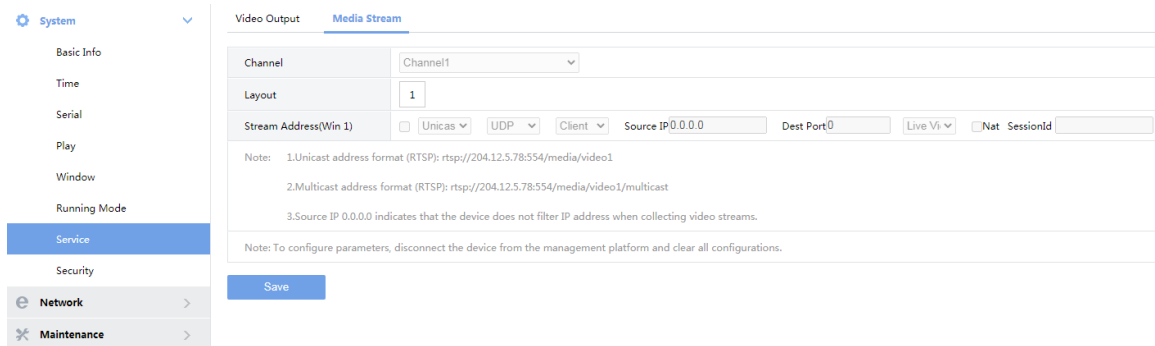 System
Basic Info
Time
Serial
Play
Window
Running Mode
Service
Security
Network
Maintenance
Video Output Media Stream
Channel Channel1
Layout 1
Stream Address(Win 1) Unicas UDP Client Source IP 0.0.0.0 Dest Port 0 Live Vi Nat SessionId
Note: 1.Unicast address format (RTSP): rtsp://204.12.5.78:554/media/video1
2.Multicast address format (RTSP): rtsp://204.12.5.78:554/media/video1/multicast
3.Source IP 0.0.0.0 indicates that the device does not filter IP address when collecting video streams.
Note: To configure parameters, disconnect the device from the management platform and clear all configurations.
Save